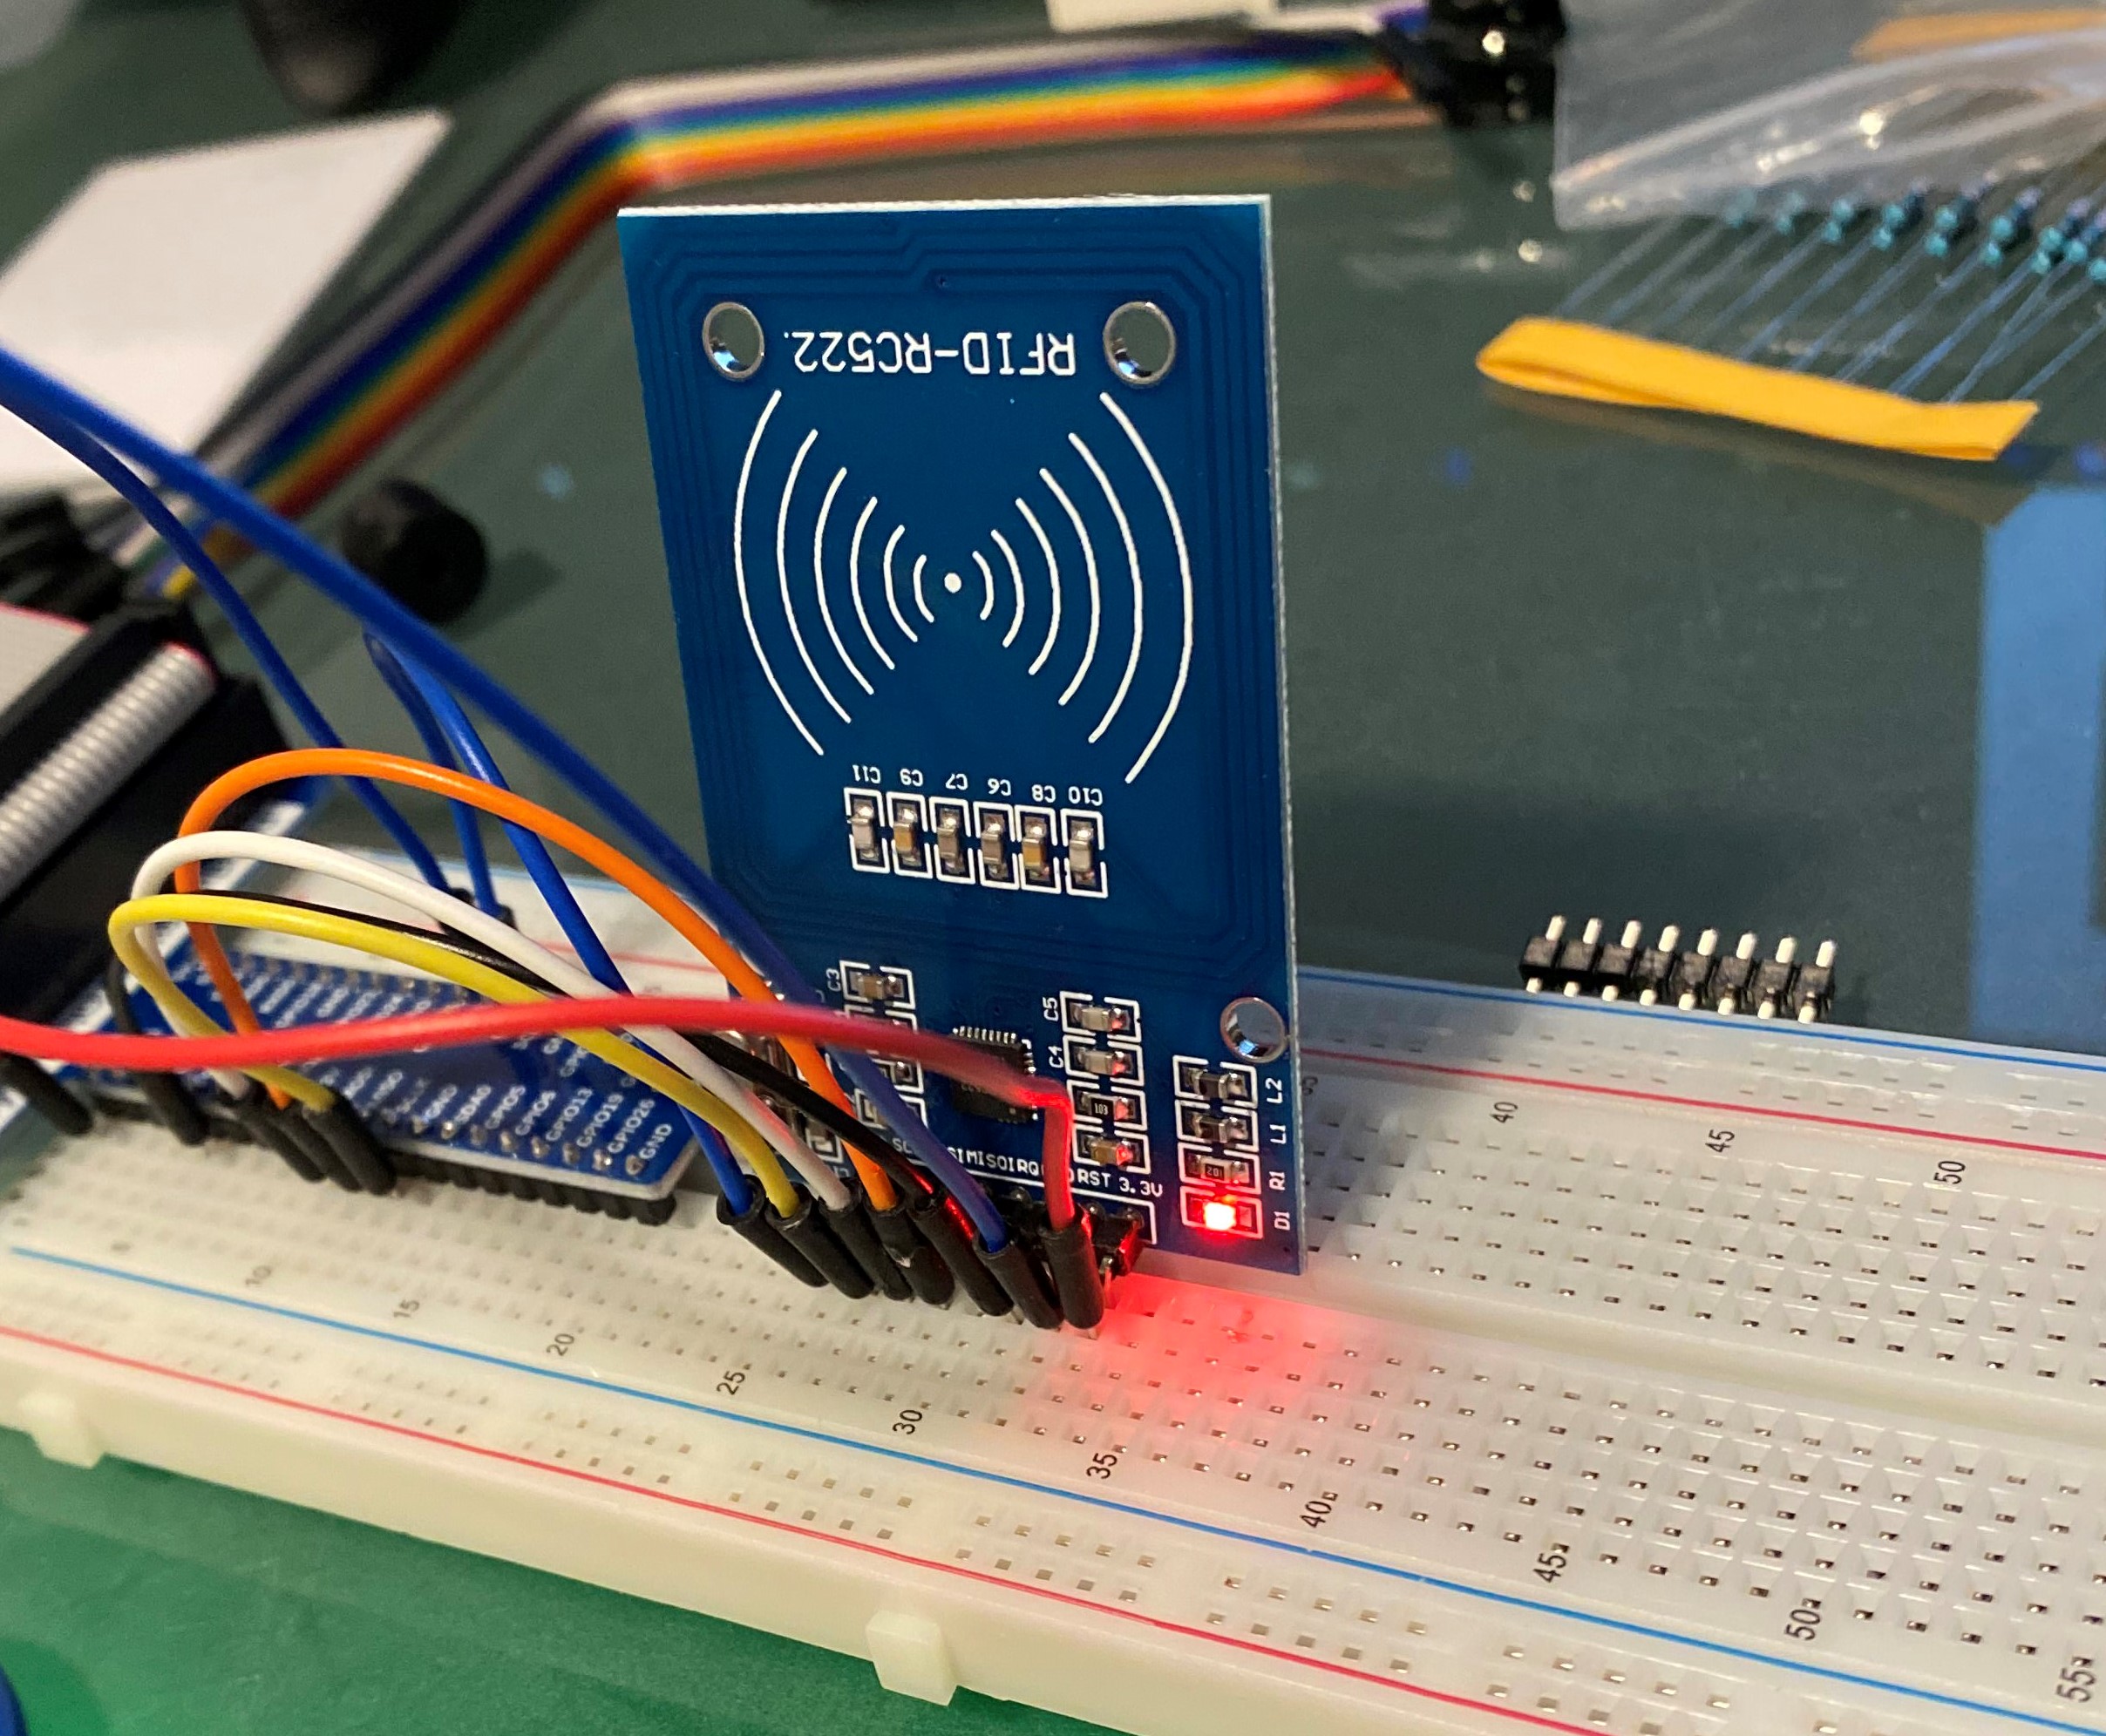 RFID-RC522.
C11 C9 C7 C6 C8 C10
C3
C5
C4
L2
L1
R1
D1
103
MISO IRQ
RST 3.3V
GPIO5
GPIO6
GPIO13
GPIO19
GPIO26
GND
40
45
50
10
15
20
25
30
35
40
45
50
55